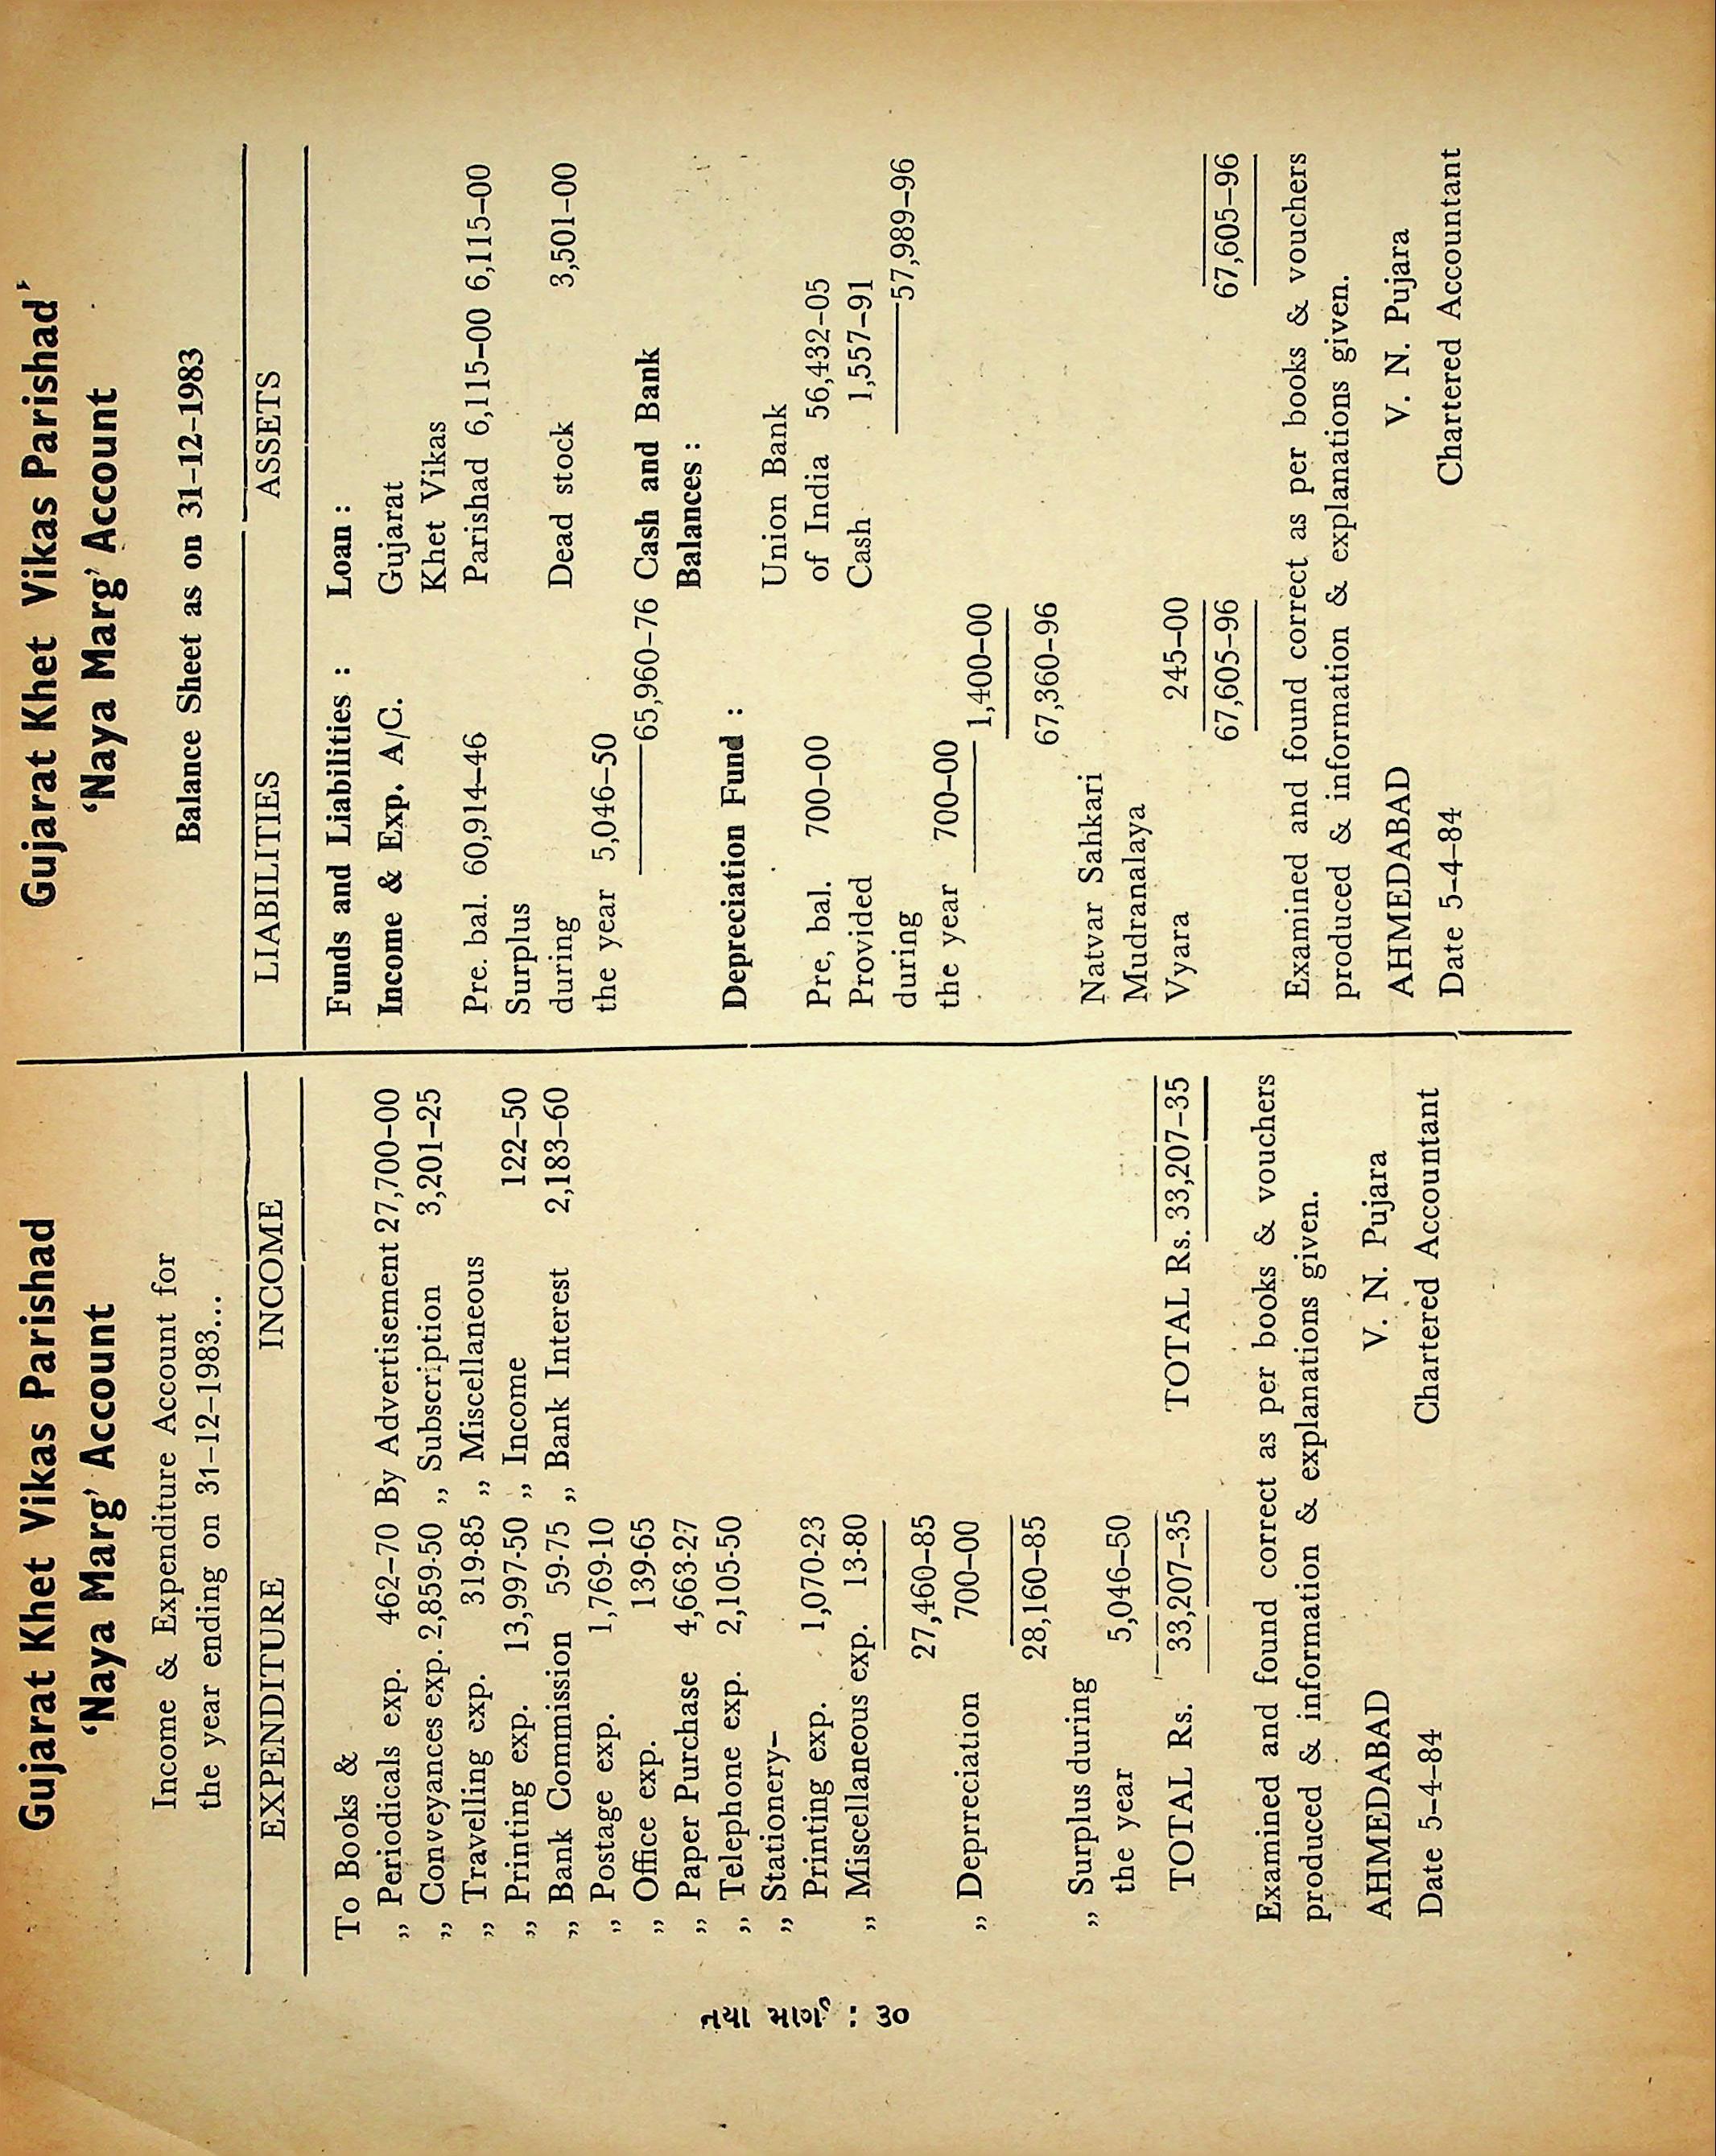 Gujarat Khet Vikas Parishad
‘Naya Marg’ Account
Income & Expenditure Account for
the year ending on 31–12–1983...
EXPENDITURE INCOME
To Books &
„ Periodicals exp. 462–70 By Advertisement 27,700–00
„ Conveyances exp. 2,859·50 „ Subscription 3,201–25
„ Travelling exp. 319·85 „ Miscellaneous
„ Printing exp. 13,997·50 „ Income 122–50
„ Bank Commission 59·75 „ Bank Interest 2,183–60
„ Postage exp. 1,769·10
„ Office exp. 139·65
„ Paper Purchase 4,663·27
„ Telephone exp. 2,105·50
„ Stationery–
Printing exp. 1,070·23
„ Miscellaneous exp. 13·80
27,460–85
„ Deprreciation 700–00
28,160–85
„ Surplus during
the year 5,046–50
TOTAL Rs. 33,207–35 TOTAL Rs. 33,207–35
Examined and found correct as per books & vouchers
produced & information & explanations given.
AHMEDABAD V. N. Pujara
Date 5–4–84 Chartered Accountant
Gujarat Khet Vikas Parishad’
‘Naya Marg’ Account
Balance Sheet as on 31–12–1983
LIABILITIES ASSETS
Funds and Liabilities : Loan :
Income & Exp. A/C. Gujarat
Khet Vikas
Pre. bal. 60,914–46 Parishad 6,115–00 6,115–00
Surplus
during Dead stock 3,501–00
the year 5,046–50
65,960–76 Cash and Bank
Balances :
Depreciation Fund :
Union Bank
Pre, bal. 700–00 of India 56,432–05
Provided Cash 1,557–91
during 57,989–96
the year 700–00
1,400–00
67,360–96
Natvar Sahkari
Mudranalaya
Vyara 245–00
67,605–96 67,605–96
Examined and found correct as per books & vouchers
produced & information & explanations given.
AHMEDABAD V. N. Pujara
Date 5–4–84 Chartered Accountant
નયા માર્ગ : ૩૦